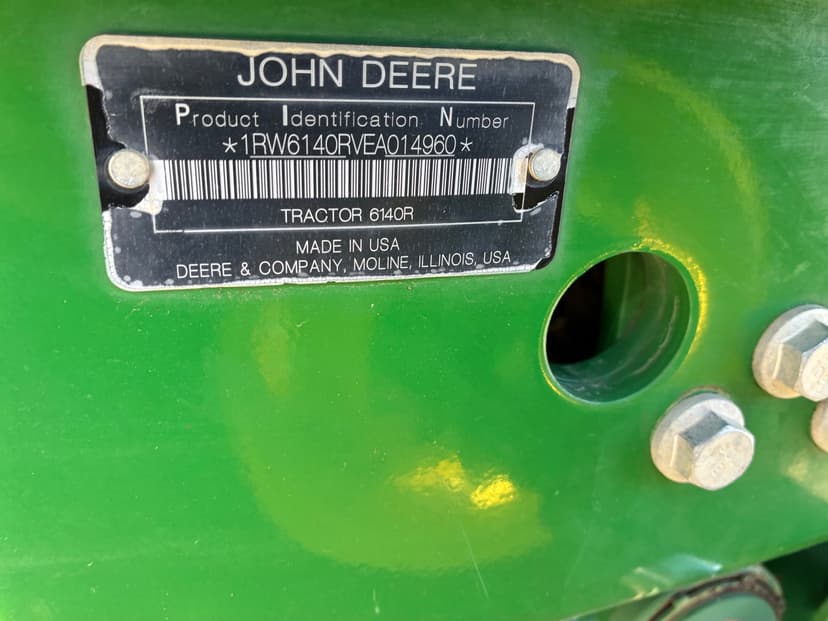 JOHN DEERE
Product Identification Number
*1RW6140RVEA014960*
TRACTOR 6140R
MADE IN USA
DEERE & COMPANY, MOLINE, ILLINOIS, USA